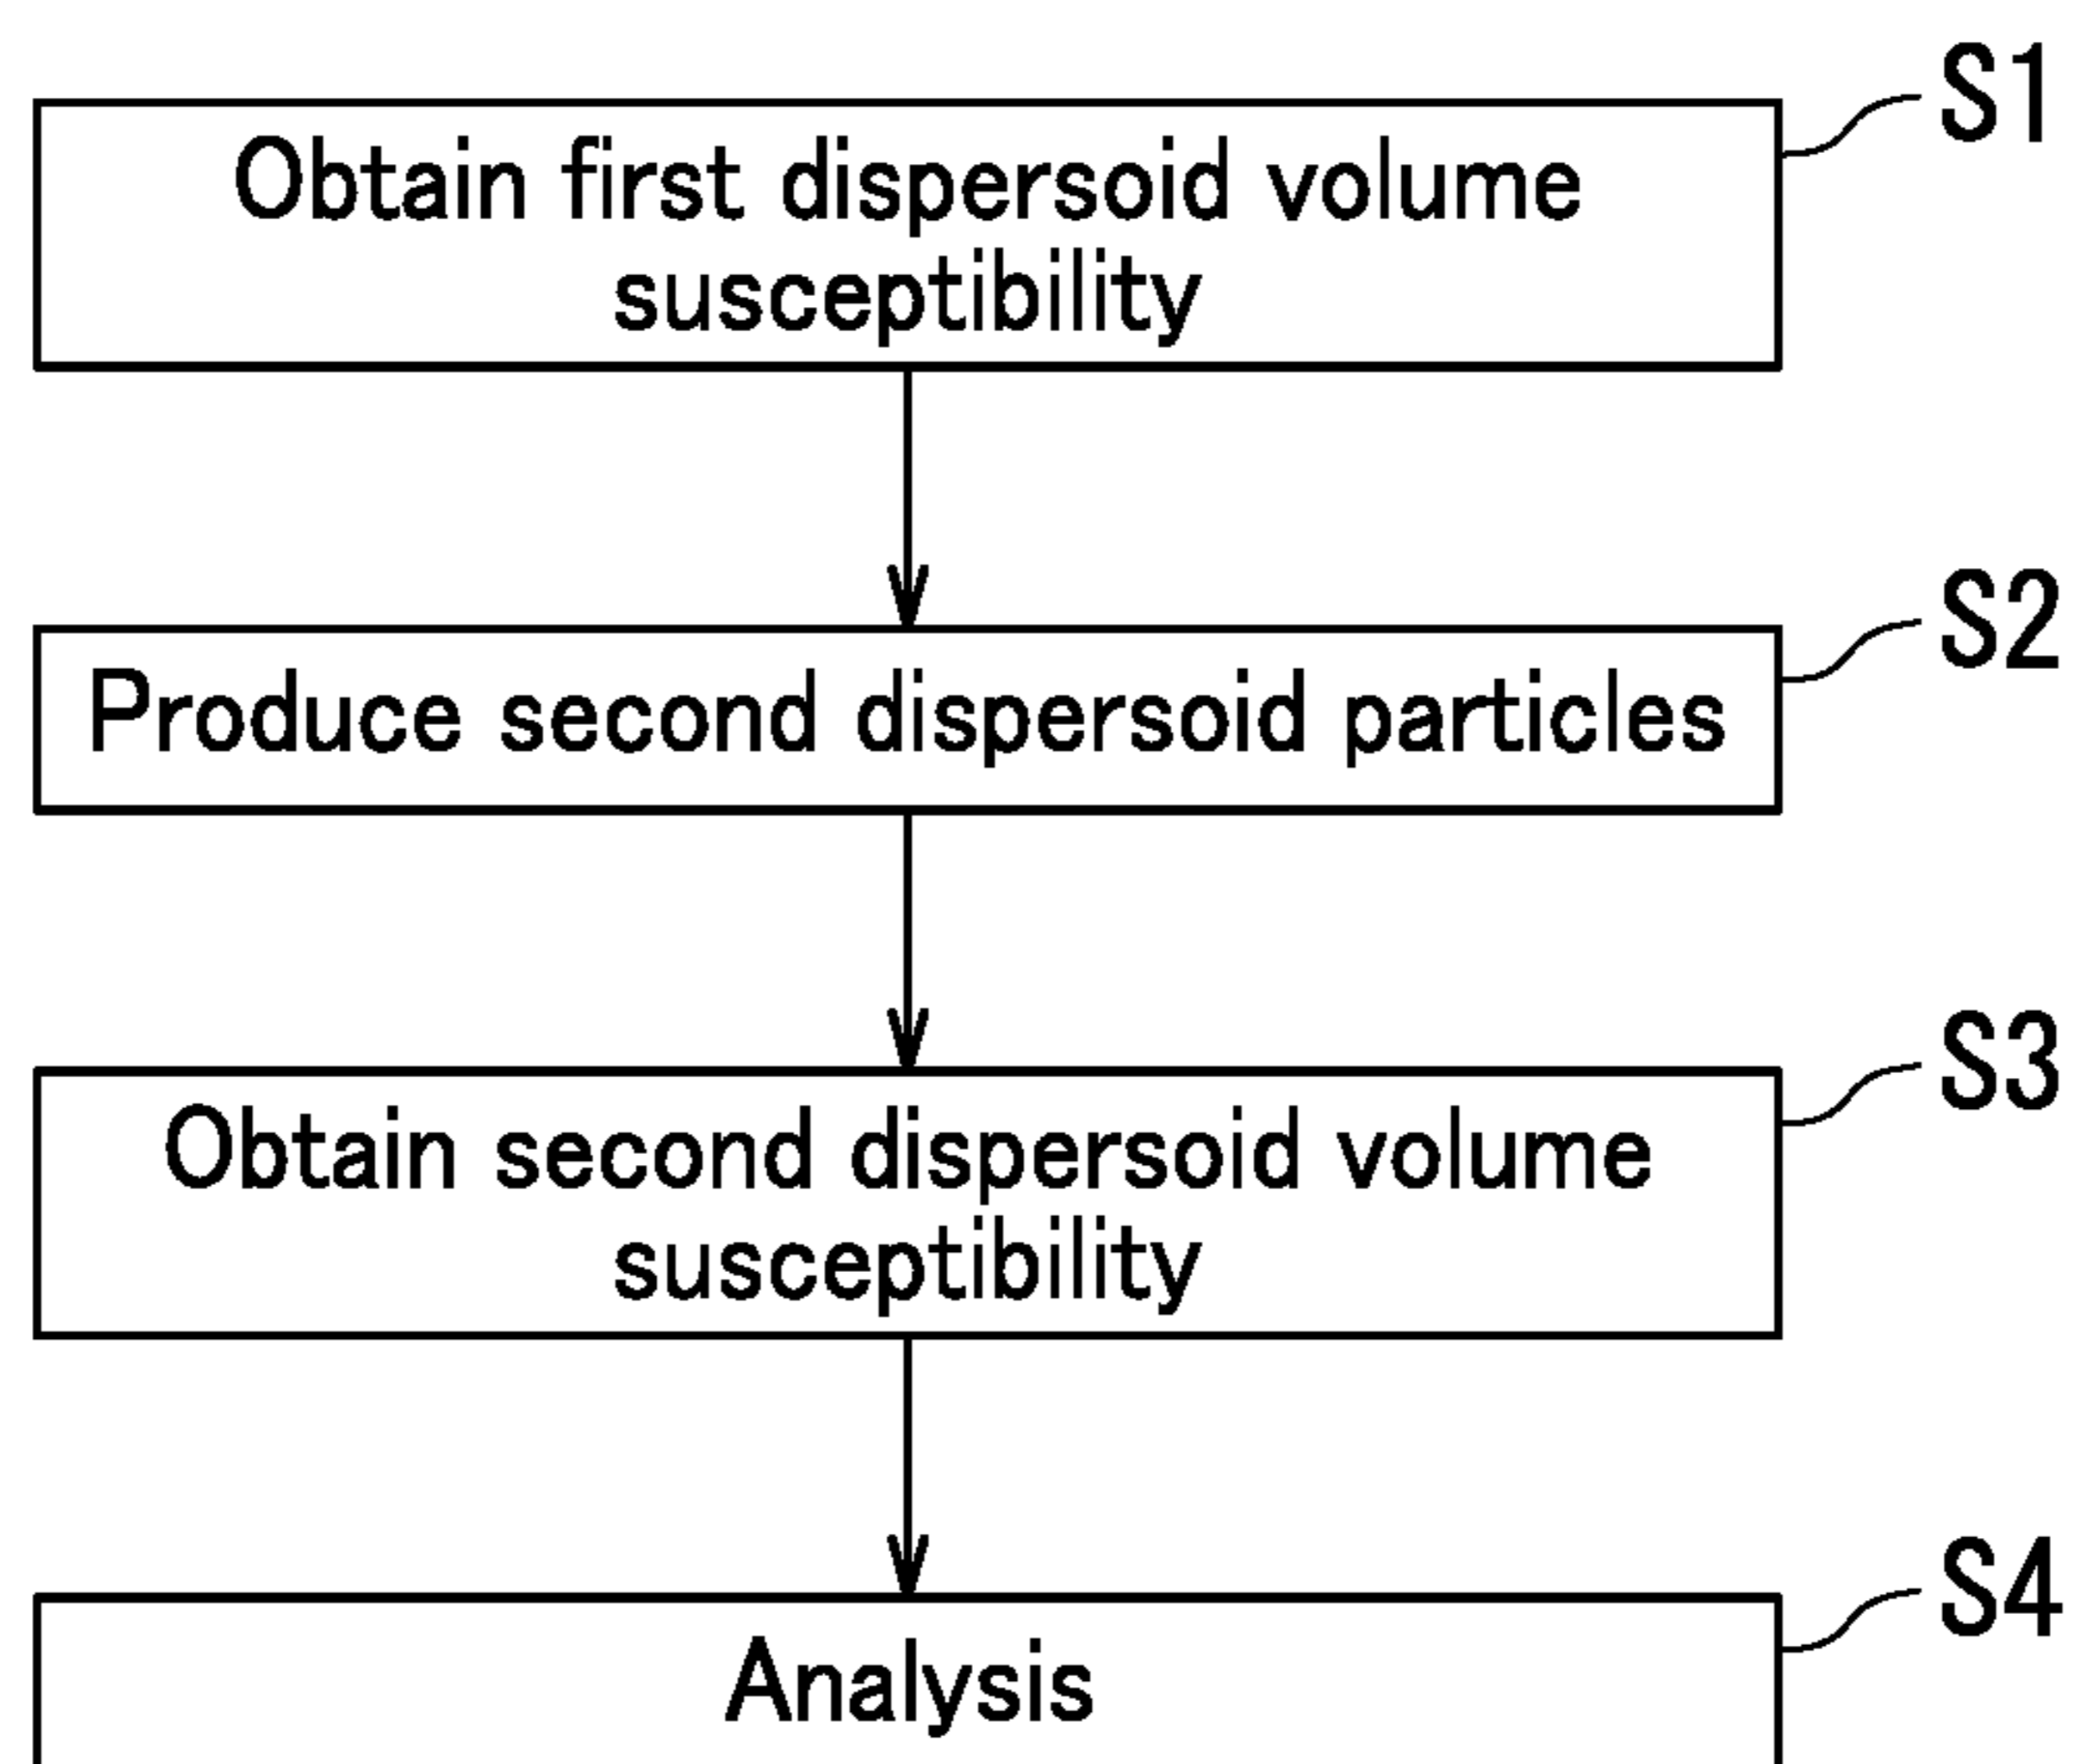 S1
Obtain first dispersoid volume
susceptibility
S2
Produce second dispersoid particles
S3
Obtain second dispersoid volume
susceptibility
S4
Analysis